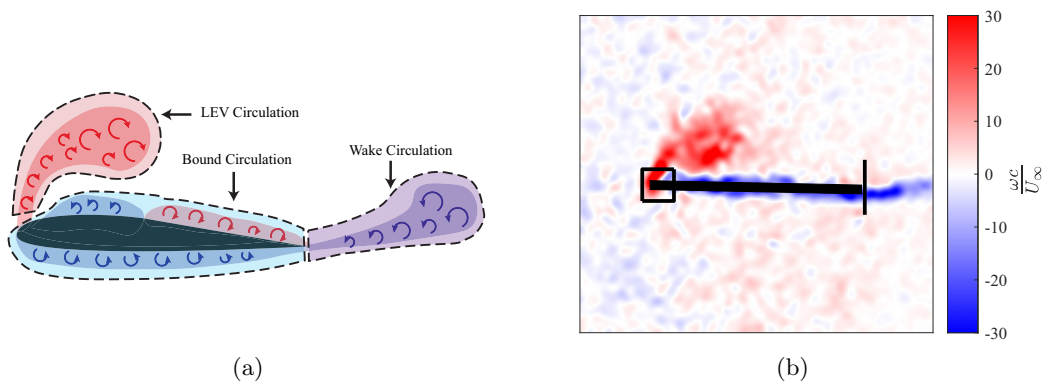 LEV Circulation
Bound Circulation
Wake Circulation
(a)
30
20
10
0
-10
-20
-30
ωc
U∞
(b)